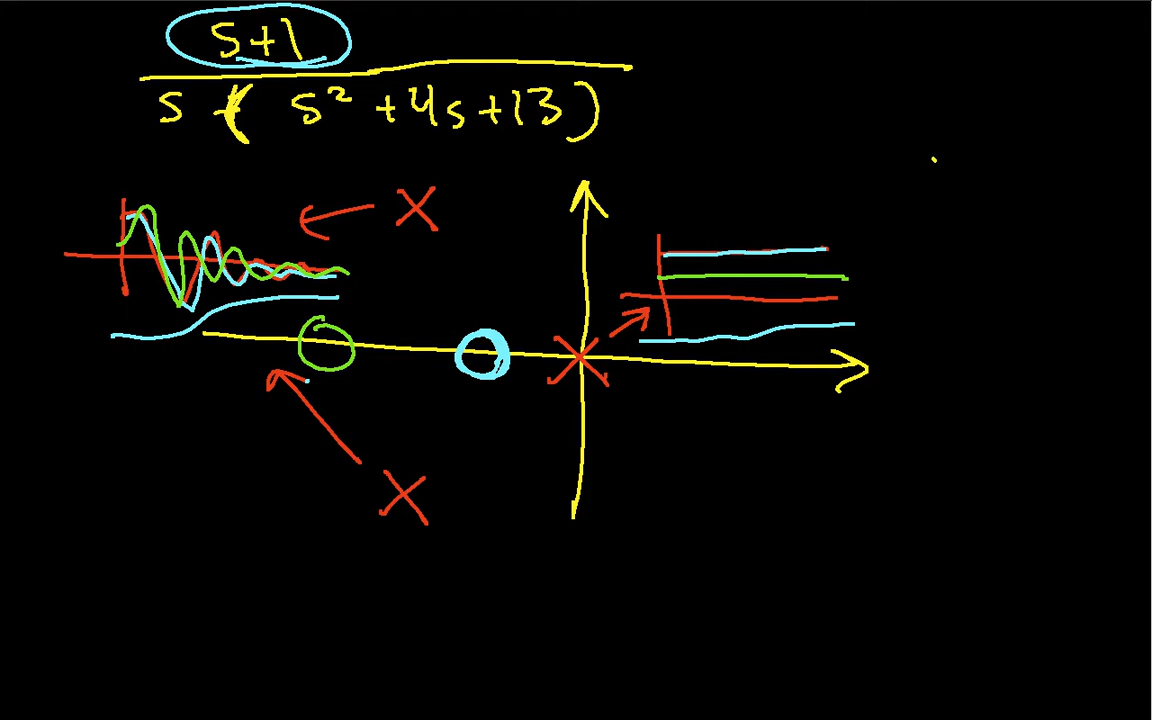 s+1
s ( s² + 4s + 13 )